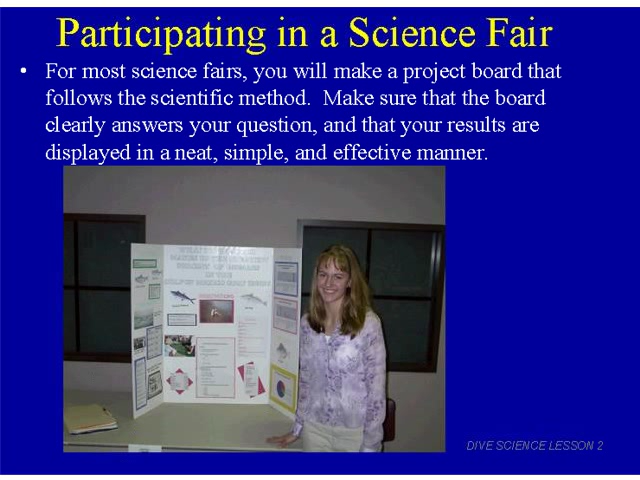 Participating in a Science Fair
• For most science fairs, you will make a project board that
follows the scientific method.  Make sure that the board
clearly answers your question, and that your results are
displayed in a neat, simple, and effective manner.
IN THE
DIVE SCIENCE LESSON 2